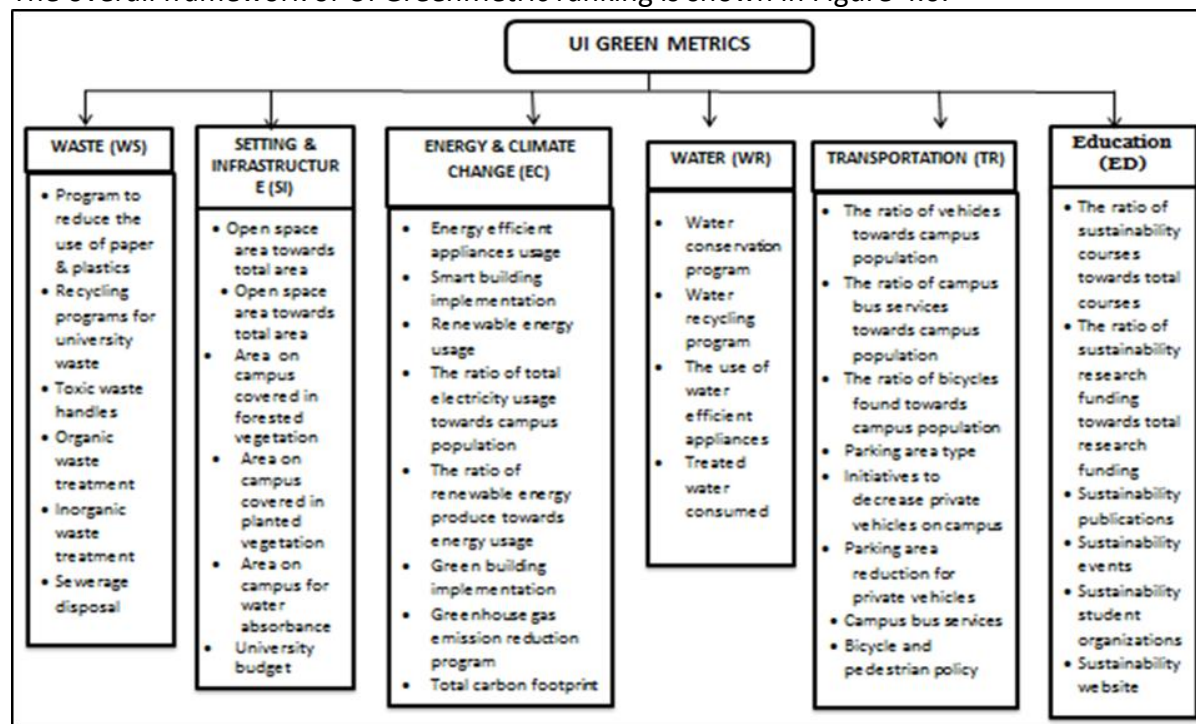 The overall framework of UI GreenMetric ranking is shown in Figure 4.6.
UI GREEN METRICS
WASTE (WS)
• Program to
reduce the
use of paper
& plastics
• Recycling
programs for
university
waste
• Toxic waste
handles
• Organic
waste
treatment
• Inorganic
waste
treatment
• Sewerage
disposal
SETTING &
INFRASTRUCTUR
E (SI)
• Open space
area towards
total area
• Open space
area towards
total area
• Area on
campus
covered in
forested
vegetation
• Area on
campus
covered in
planted
vegetation
• Area on
campus for
water
absorbance
• University
budget
ENERGY & CLIMATE
CHANGE (EC)
• Energy efficient
appliances usage
• Smart building
implementation
• Renewable energy
usage
• The ratio of total
electricity usage
towards campus
population
• The ratio of
renewable energy
produce towards
energy usage
• Green building
implementation
• Greenhouse gas
emission reduction
program
• Total carbon footprint
WATER (WR)
• Water
conservation
program
• Water
recycling
program
• The use of
water
efficient
appliances
• Treated
water
consumed
TRANSPORTATION (TR)
• The ratio of vehicles
towards campus
population
• The ratio of campus
bus services
towards campus
population
• The ratio of bicycles
found towards
campus population
• Parking area type
• Initiatives to
decrease private
vehicles on campus
• Parking area
reduction for
private vehicles
• Campus bus services
• Bicycle and
pedestrian policy
Education
(ED)
• The ratio of
sustainability
courses
towards total
courses
• The ratio of
sustainability
research
funding
towards total
research
funding
• Sustainability
publications
• Sustainability
events
• Sustainability
student
organizations
• Sustainability
website